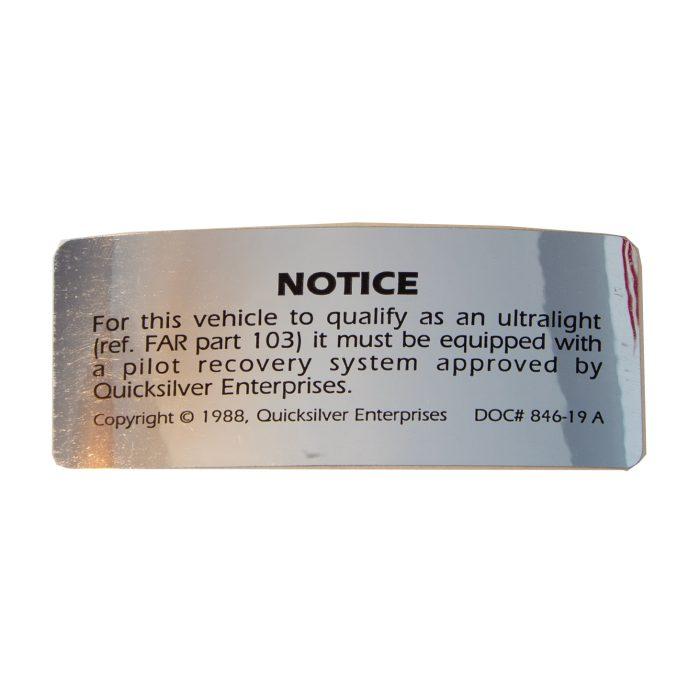 NOTICE
For this vehicle to qualify as an ultralight
(ref. FAR part 103) it must be equipped with
a pilot recovery system approved by
Quicksilver Enterprises.
Copyright © 1988, Quicksilver Enterprises DOC# 846-19 A